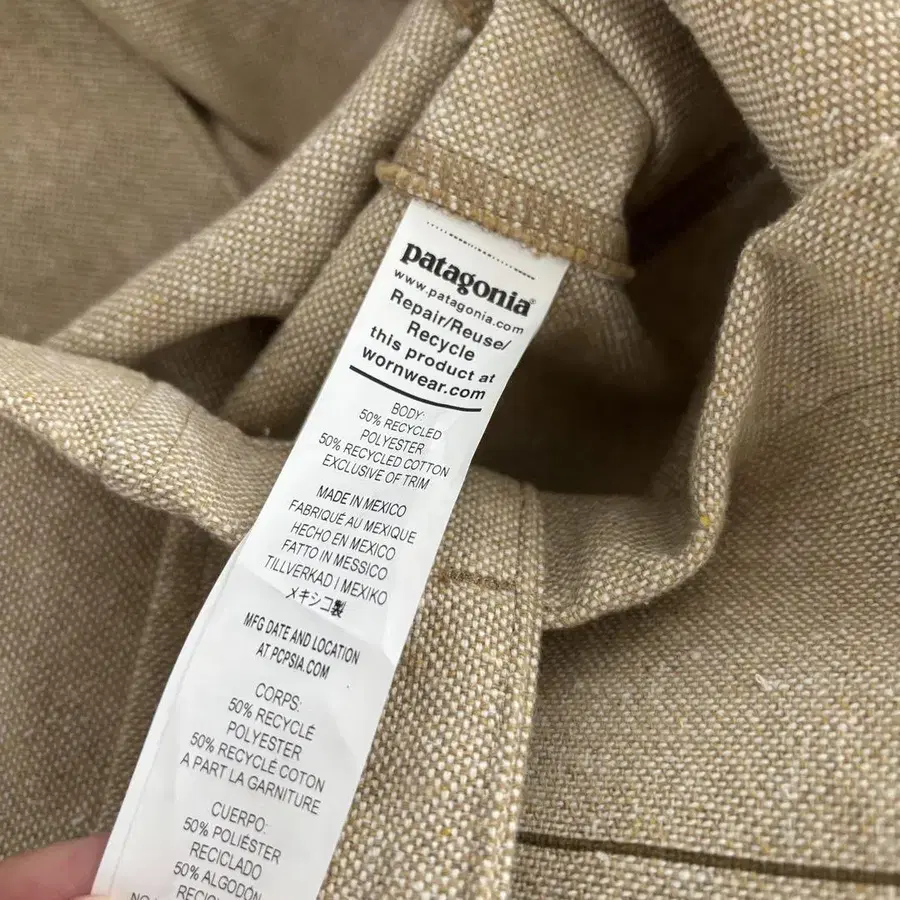 patagonia®
www.patagonia.com
Repair/Reuse/
Recycle
this product at
wornwear.com
BODY:
50% RECYCLED
POLYESTER
50% RECYCLED COTTON
EXCLUSIVE OF TRIM
MADE IN MEXICO
FABRIQUÉ AU MEXIQUE
HECHO EN MÉXICO
FATTO IN MESSICO
TILLVERKAD I MEXIKO
メキシコ製
MFG DATE AND LOCATION
AT PCPSIA.COM
CORPS:
50% RECYCLÉ
POLYESTER
50% RECYCLÉ COTON
A PART LA GARNITURE
CUERPO:
50% POLIÉSTER
RECICLADO
50% ALGODÓN